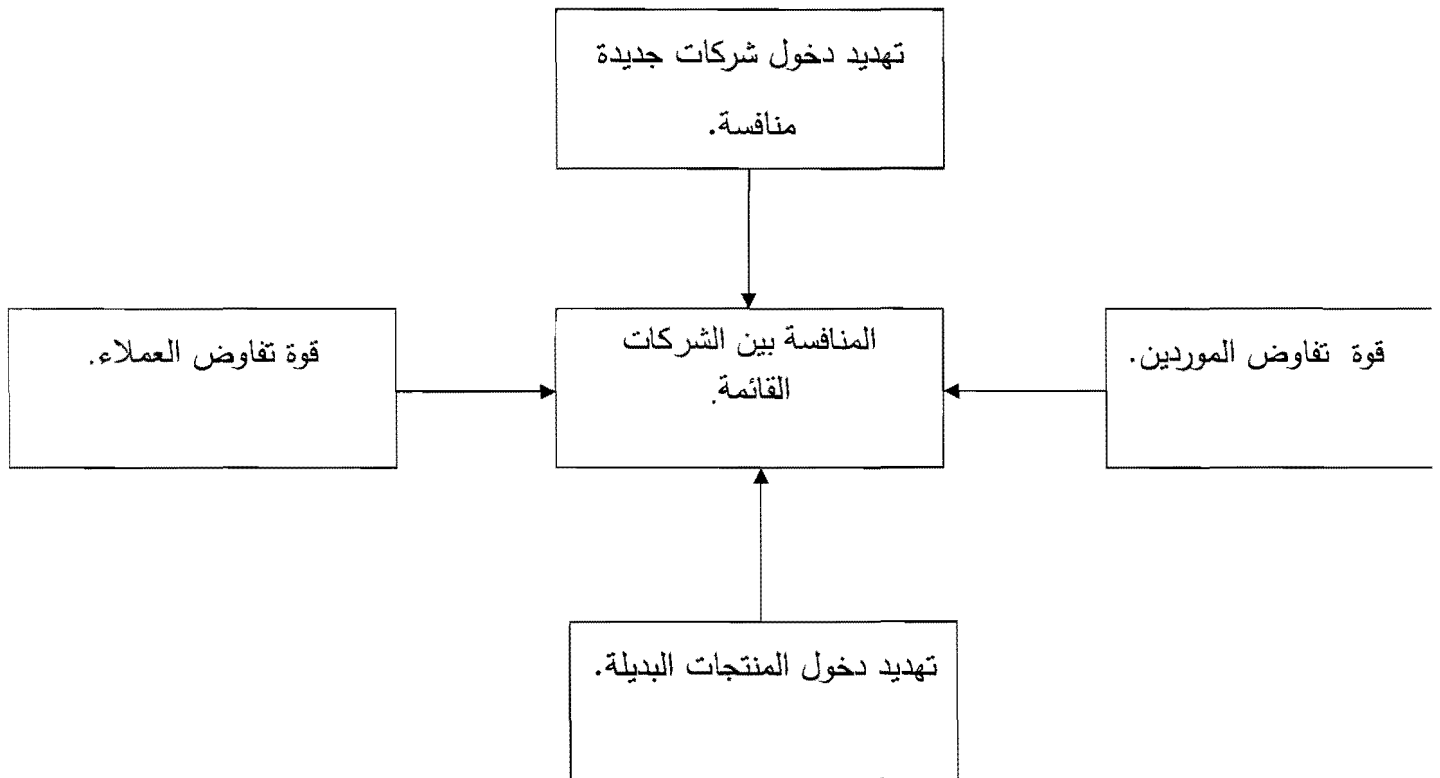 تهديد دخول شركات جديدة
منافسة.
قوة تفاوض الموردين.
المنافسة بين الشركات
القائمة.
قوة تفاوض العملاء.
تهديد دخول المنتجات البديلة.